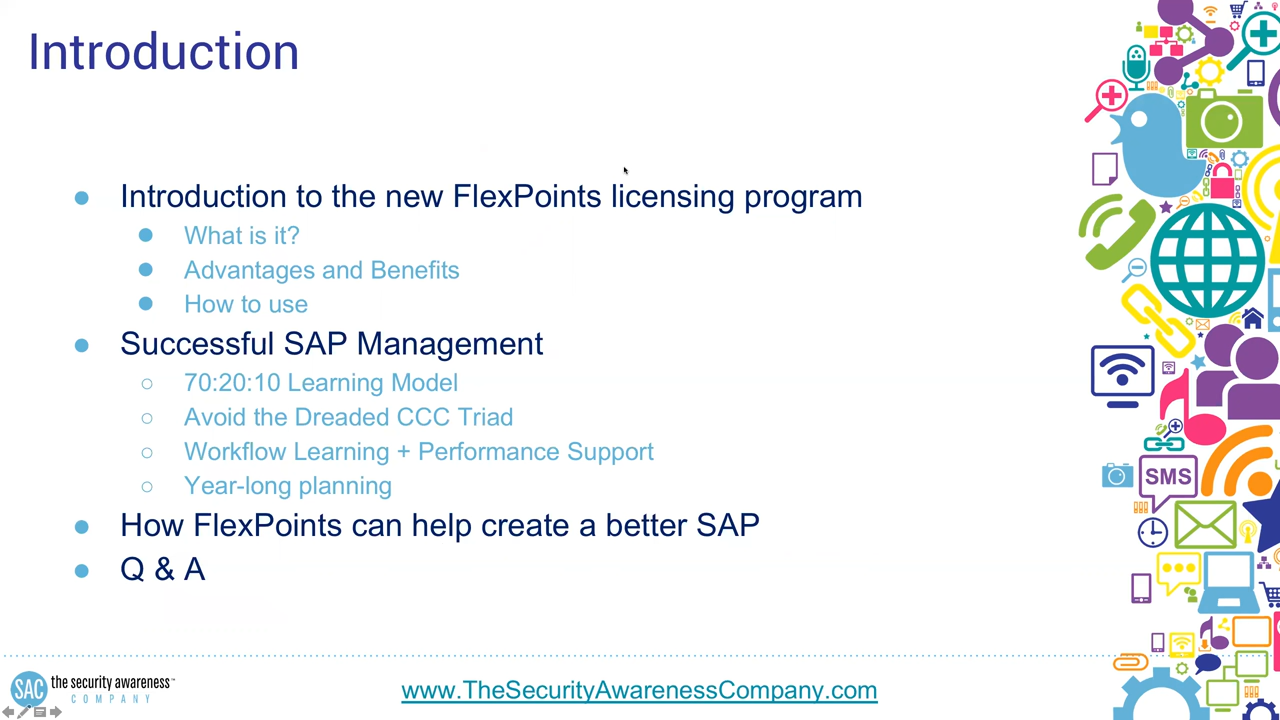 Introduction
Introduction to the new FlexPoints licensing program
What is it?
Advantages and Benefits
How to use
Successful SAP Management
70:20:10 Learning Model
Avoid the Dreaded CCC Triad
Workflow Learning + Performance Support
Year-long planning
How FlexPoints can help create a better SAP
Q & A
SMS
SAC the security awareness™
COMPANY
www.TheSecurityAwarenessCompany.com